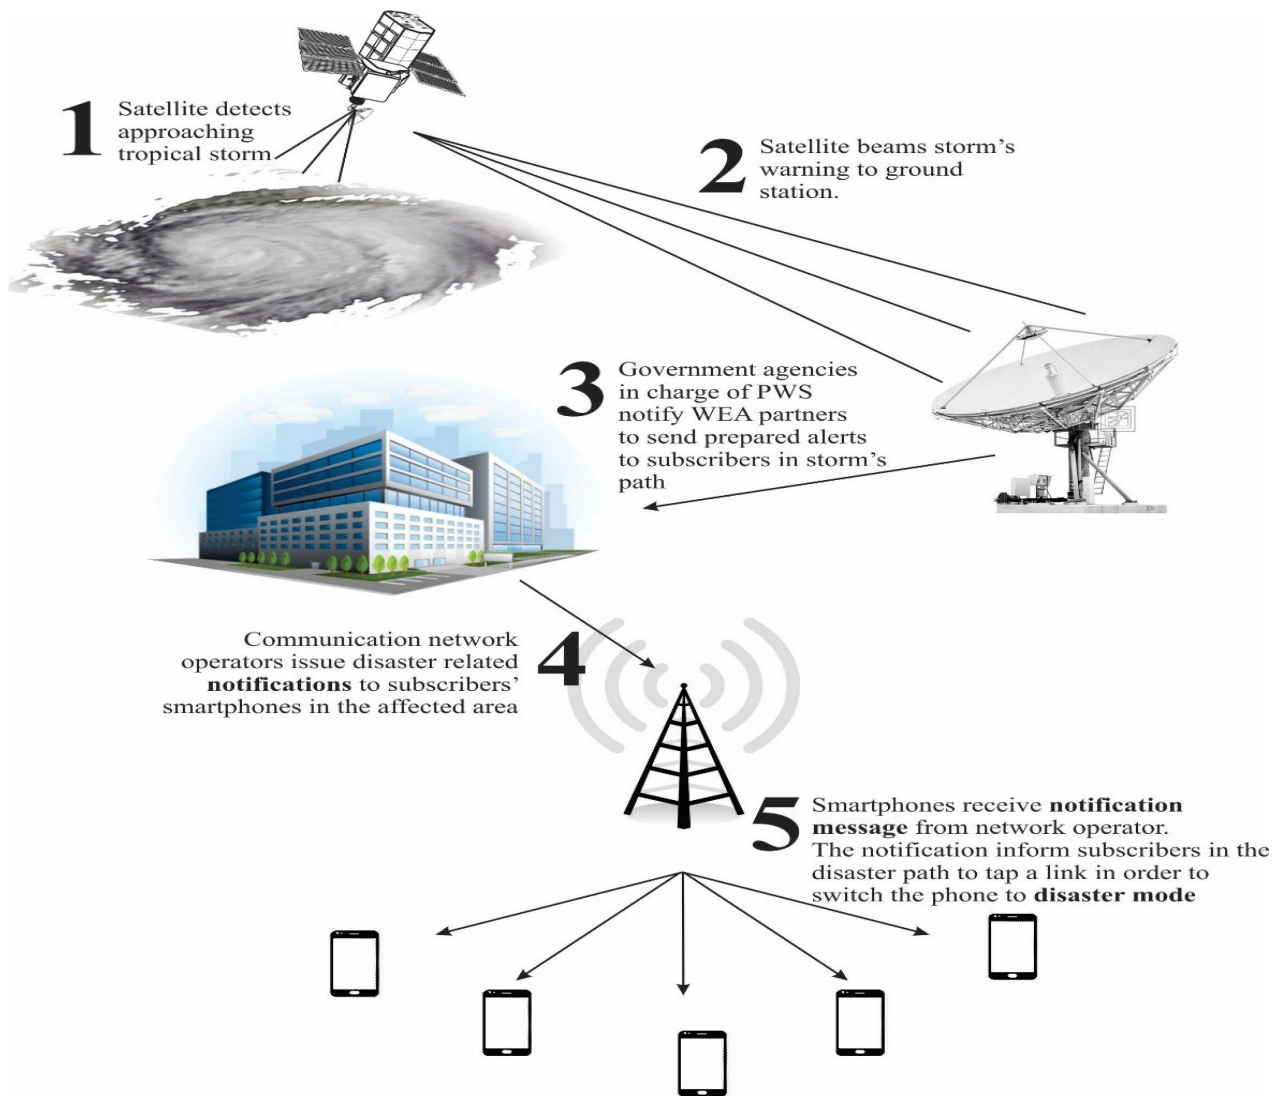 1
Satellite detects
approaching
tropical storm
2
Satellite beams storm's
warning to ground
station.
3
Government agencies
in charge of PWS
notify WEA partners
to send prepared alerts
to subscribers in storm's
path
4
Communication network
operators issue disaster related
notifications to subscribers'
smartphones in the affected area
5
Smartphones receive notification
message from network operator.
The notification inform subscribers in the
disaster path to tap a link in order to
switch the phone to disaster mode